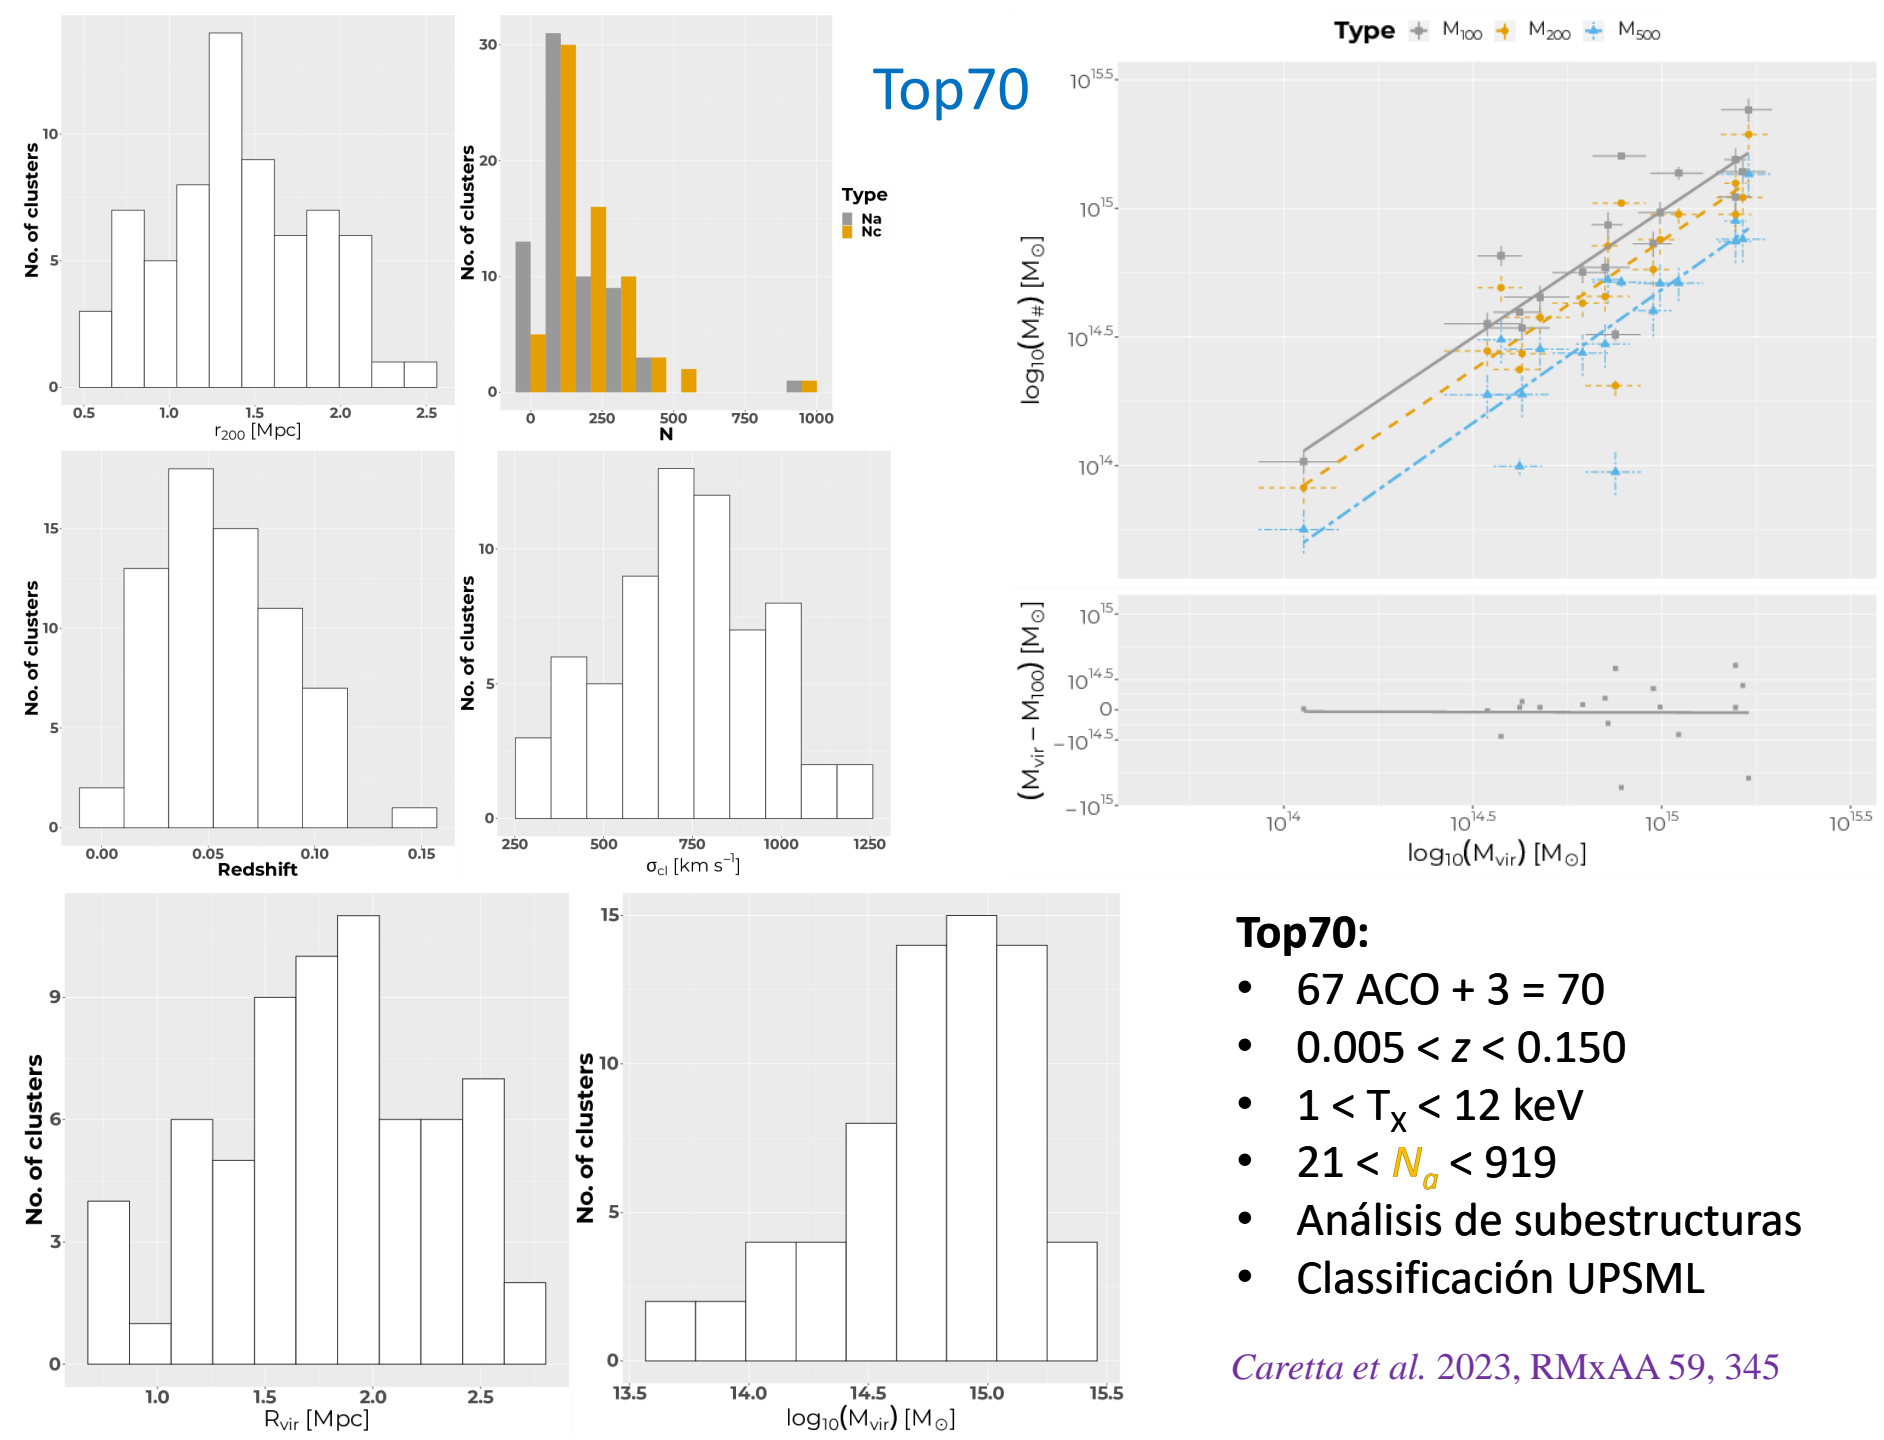 Top70
No. of clusters
10
5
0
0.5
1.0
1.5
2.0
2.5
r200 [Mpc]
No. of clusters
30
20
10
0
0
250
500
750
1000
N
Type
Na
Nc
Type M100 M200 M500
log10(M#) [M⊙]
10^15.5
10^15
10^14.5
10^14
(Mvir − M100) [M⊙]
10^15
10^14.5
0
−10^14.5
−10^15
10^14
10^14.5
10^15
10^15.5
log10(Mvir) [M⊙]
No. of clusters
15
10
5
0
0.00
0.05
0.10
0.15
Redshift
No. of clusters
10
5
0
250
500
750
1000
1250
σcl [km s−1]
No. of clusters
9
6
3
0
1.0
1.5
2.0
2.5
Rvir [Mpc]
No. of clusters
15
10
5
0
13.5
14.0
14.5
15.0
15.5
log10(Mvir) [M⊙]
Top70:
• 67 ACO + 3 = 70
• 0.005 < z < 0.150
• 1 < TX < 12 keV
• 21 < Na < 919
• Análisis de subestructuras
• Classificación UPSML
Caretta et al. 2023, RMxAA 59, 345